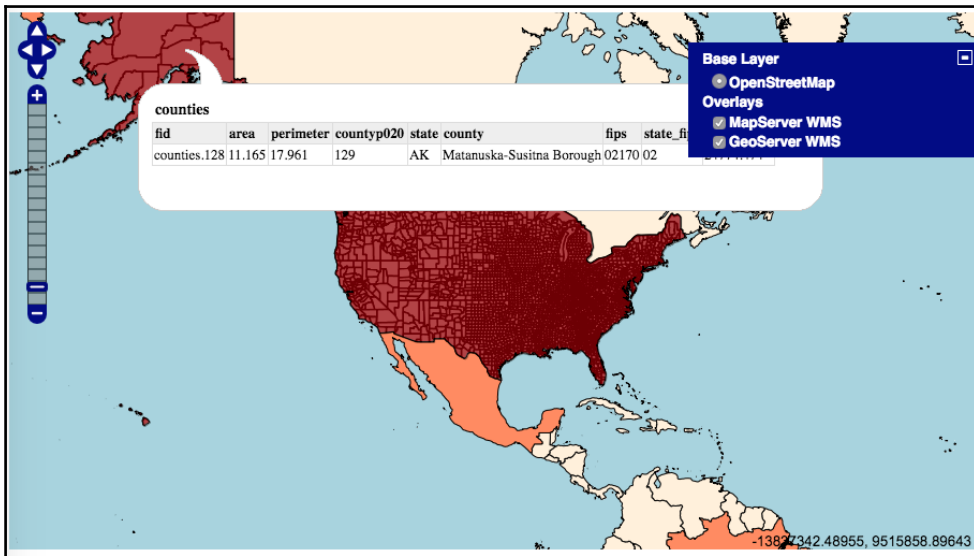 Base Layer
OpenStreetMap
Overlays
MapServer WMS
GeoServer WMS
counties
fid area perimeter countyp020 state county fips
counties.128 11.165 17.961 129 AK Matanuska-Susitna Borough 02170 02
-13837342.48955, 9515858.89643